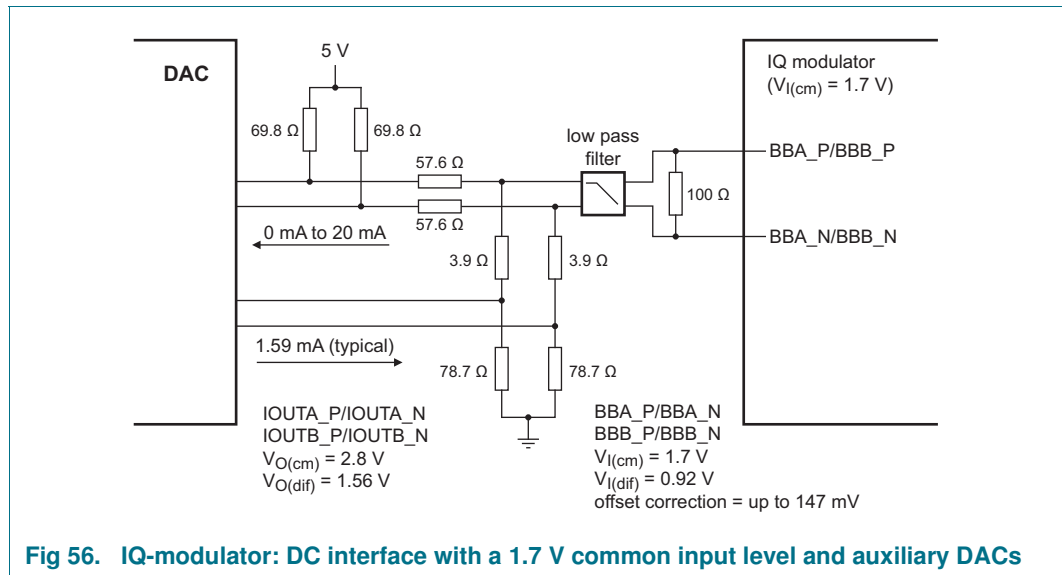 DAC
5 V
IQ modulator
(VI(cm) = 1.7 V)
69.8 Ω
69.8 Ω
low pass
filter
57.6 Ω
BBA_P/BBB_P
100 Ω
57.6 Ω
BBA_N/BBB_N
0 mA to 20 mA
3.9 Ω
3.9 Ω
1.59 mA (typical)
78.7 Ω
78.7 Ω
IOUTA_P/IOUTA_N
IOUTB_P/IOUTB_N
VO(cm) = 2.8 V
VO(dif) = 1.56 V
BBA_P/BBA_N
BBB_P/BBB_N
VI(cm) = 1.7 V
VI(dif) = 0.92 V
offset correction = up to 147 mV
Fig 56. IQ-modulator: DC interface with a 1.7 V common input level and auxiliary DACs